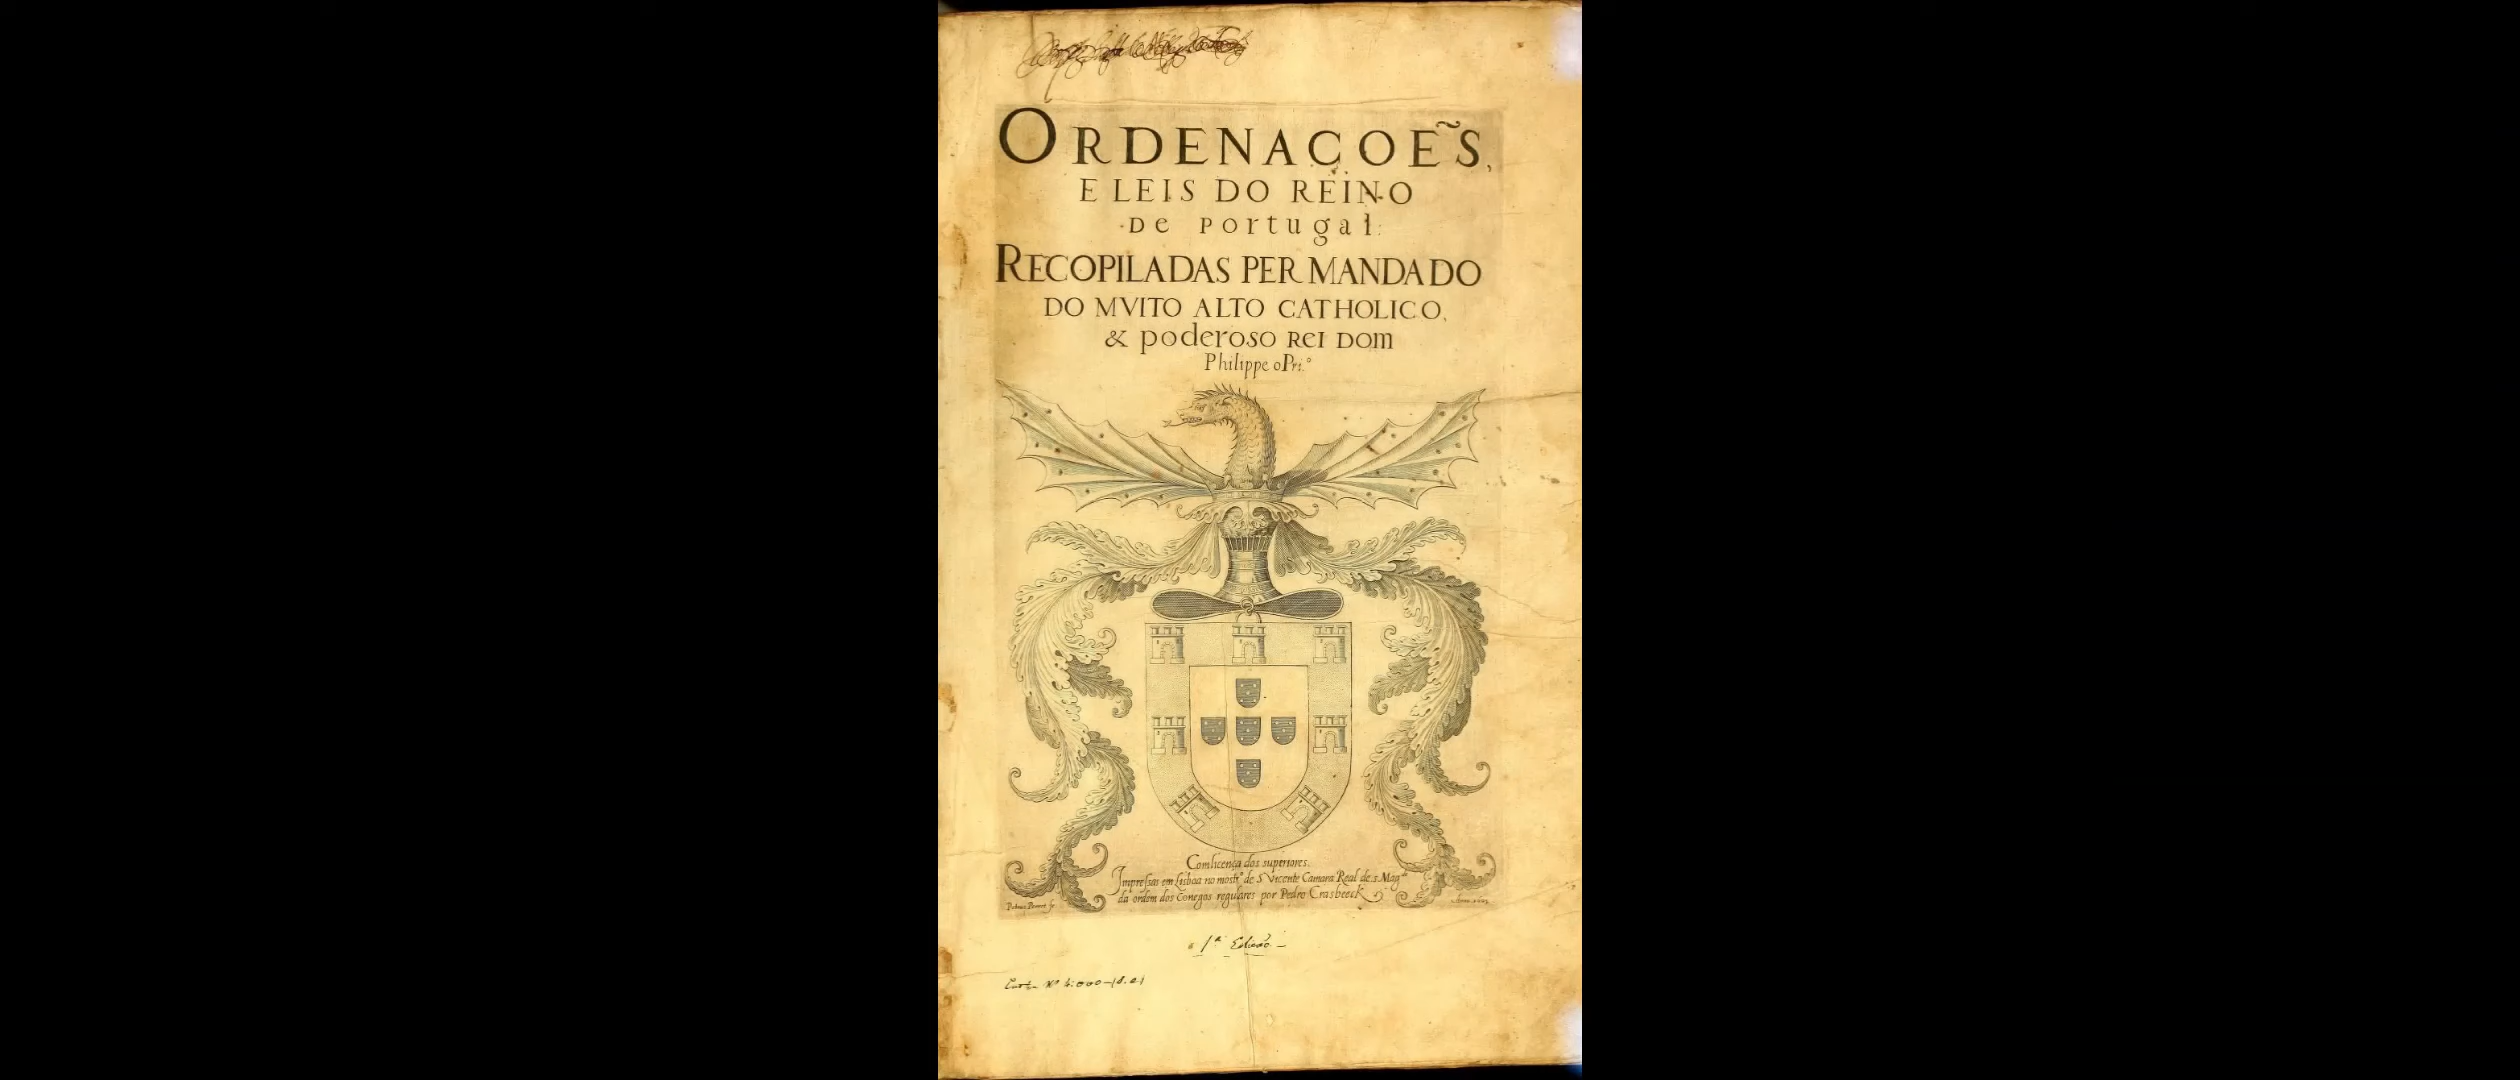 ORDENAÇOE͂S,
E LEIS DO REINO
DE Portugal:
RECOPILADAS PER MANDADO
DO MVITO ALTO CATHOLICO,
& poderoso REI DOM
Philippe o Pri.º
Com licença dos superiores.
Impressas em Lisboa no mostr.º de S. Vicente Camara Real de s. Mag.de
da ordem dos Conegos regulares por Pedro Crasbeeck
1ª Edição